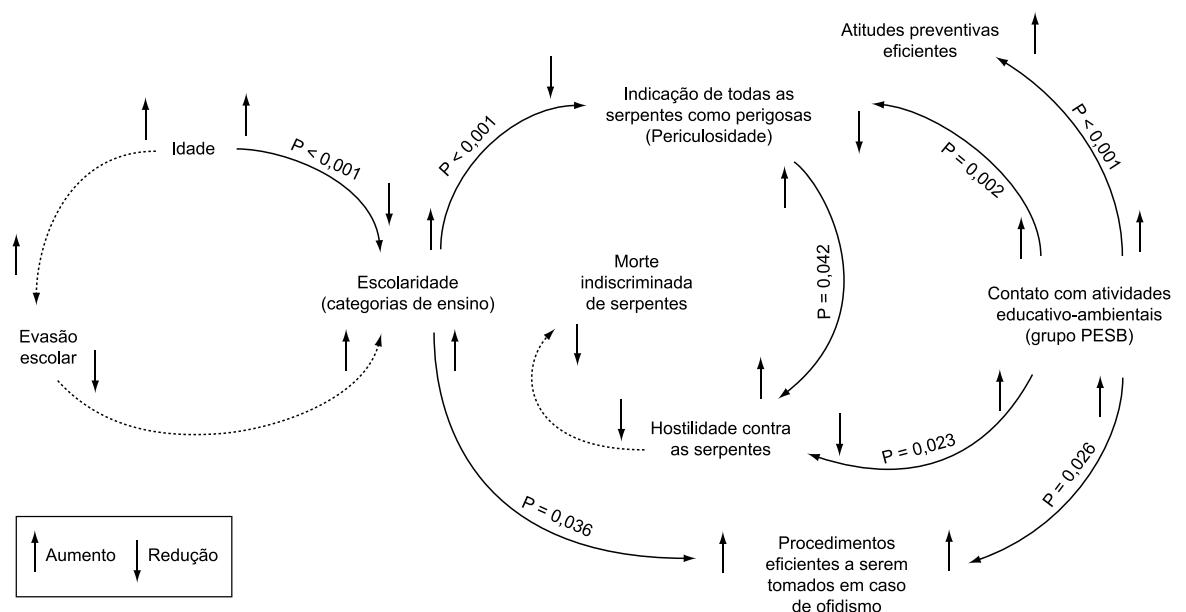 Atitudes preventivas
eficientes
Indicação de todas as
serpentes como perigosas
(Periculosidade)
Idade
P < 0,001
P < 0,001
P = 0,002
P < 0,001
Morte
indiscriminada
de serpentes
Escolaridade
(categorias de ensino)
P = 0,042
Contato com atividades
educativo-ambientais
(grupo PESB)
Evasão
escolar
Hostilidade contra
as serpentes
P = 0,023
P = 0,026
P = 0,036
Procedimentos
eficientes a serem
tomados em caso
de ofidismo
Aumento
Redução